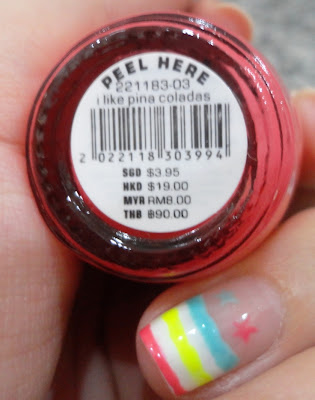 PEEL HERE
221183-03
i like pina coladas
2 022118 303994
SGD $3.95
HKD $19.00
MYR RM8.00
THB ฿90.00